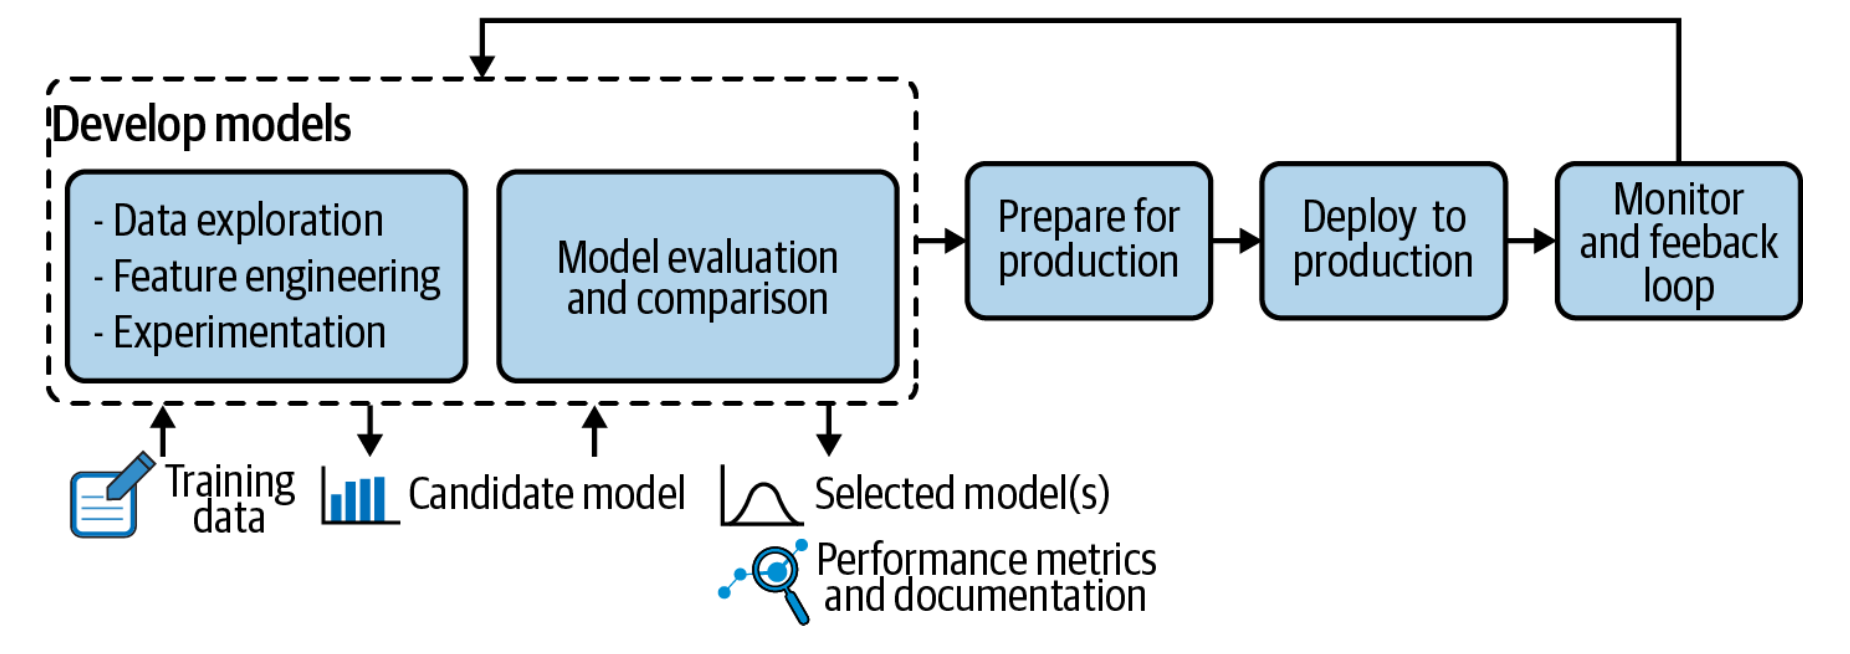 Develop models
- Data exploration
- Feature engineering
- Experimentation
Model evaluation
and comparison
Prepare for
production
Deploy to
production
Monitor
and feeback
loop
Training
data
Candidate model
Selected model(s)
Performance metrics
and documentation